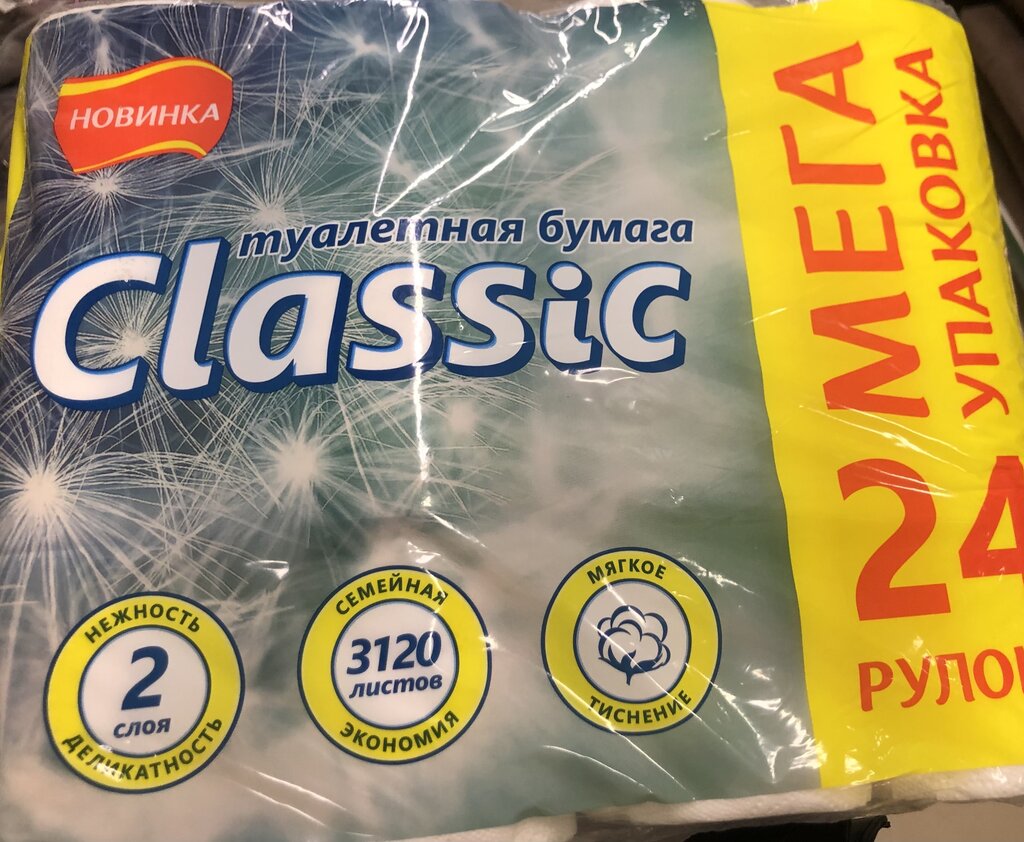 НОВИНКА
туалетная бумага
Classic
МЕГА
УПАКОВКА
24
РУЛО
НЕЖНОСТЬ
2
слоя
ДЕЛИКАТНОСТЬ
СЕМЕЙНАЯ
3120
листов
ЭКОНОМИЯ
МЯГКОЕ
ТИСНЕНИЕ